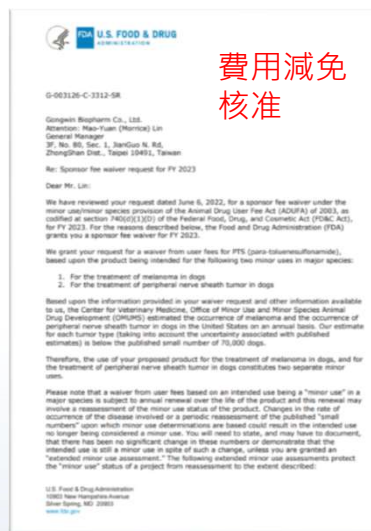 FDA U.S. FOOD & DRUG
ADMINISTRATION
費用減免
核准
G-003126-C-3312-SR
Gongwin Biopharm Co., Ltd.
Attention: Mao-Yuan (Morrice) Lin
General Manager
3F, No. 80, Sec. 1, JianGuo N. Rd,
ZhongShan Dist., Taipei 10491, Taiwan
Re: Sponsor fee waiver request for FY 2023
Dear Mr. Lin:
We have reviewed your request dated June 6, 2022, for a sponsor fee waiver under the
minor use/minor species provision of the Animal Drug User Fee Act (ADUFA) of 2003, as
codified at section 740(d)(1)(D) of the Federal Food, Drug, and Cosmetic Act (FD&C Act),
for FY 2023. For the reasons described below, the Food and Drug Administration (FDA)
grants you a sponsor fee waiver for FY 2023.
We grant your request for a waiver from user fees for PTS (para-toluenesulfonamide),
based upon the product being intended for the following two minor uses in major species:
1. For the treatment of melanoma in dogs
2. For the treatment of peripheral nerve sheath tumor in dogs
Based upon the information provided in your waiver request and other information available
to us, the Center for Veterinary Medicine, Office of Minor Use and Minor Species Animal
Drug Development (OMUMS) estimated the occurrence of melanoma and the occurrence of
peripheral nerve sheath tumor in dogs in the United States on an annual basis. Our estimate
for each tumor type (taking into account the uncertainty associated with published
estimates) is below the published small number of 70,000 dogs.
Therefore, the use of your proposed product for the treatment of melanoma in dogs, and for
the treatment of peripheral nerve sheath tumor in dogs constitutes two separate minor
uses.
Please note that a waiver from user fees based on an intended use being a "minor use" in a
major species is subject to annual renewal over the life of the product and this renewal may
involve a reassessment of the minor use status of the product. Changes in the rate of
occurrence of the disease involved or a periodic reassessment of the published "small
numbers" upon which minor use determinations are based could result in the intended use
no longer being considered a minor use. You will need to state, and may have to document,
that there has been no significant change in these numbers or demonstrate that the
intended use is still a minor use in spite of such a change, unless you are granted an
"extended minor use assessment." The following extended minor use assessments protect
the "minor use" status of a project from reassessment to the extent described:
U.S. Food & Drug Administration
10903 New Hampshire Avenue
Silver Spring, MD 20903
www.fda.gov